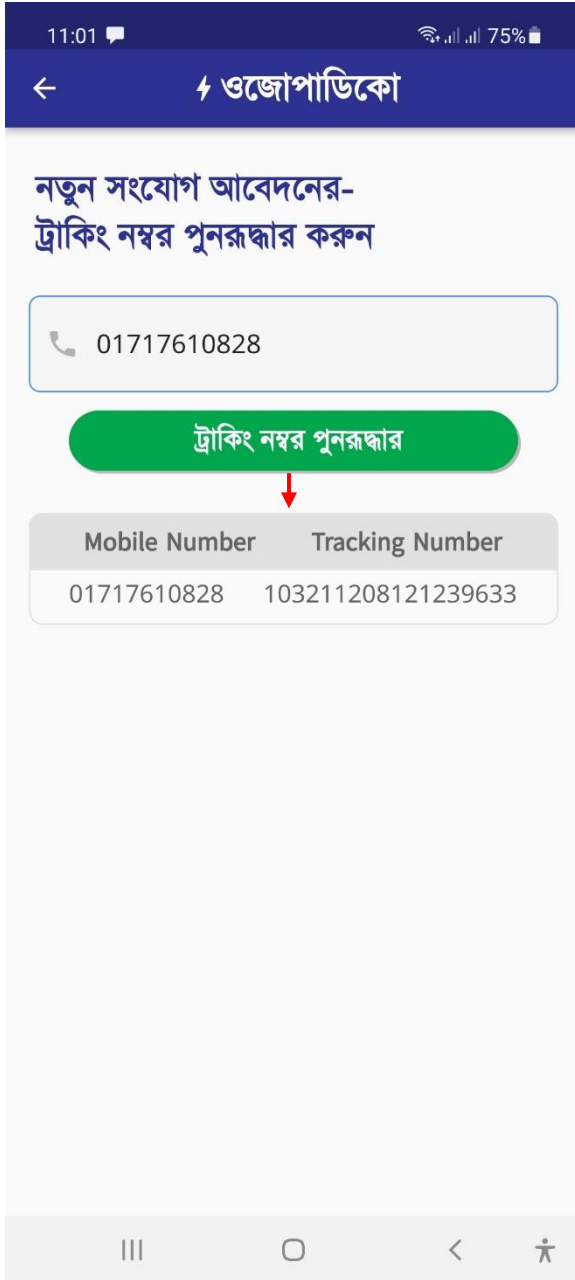 11:01
75%
ওজোপাডিকো
নতুন সংযোগ আবেদনের-
ট্রাকিং নম্বর পুনরূদ্ধার করুন
01717610828
ট্রাকিং নম্বর পুনরূদ্ধার
Mobile Number Tracking Number
01717610828 103211208121239633